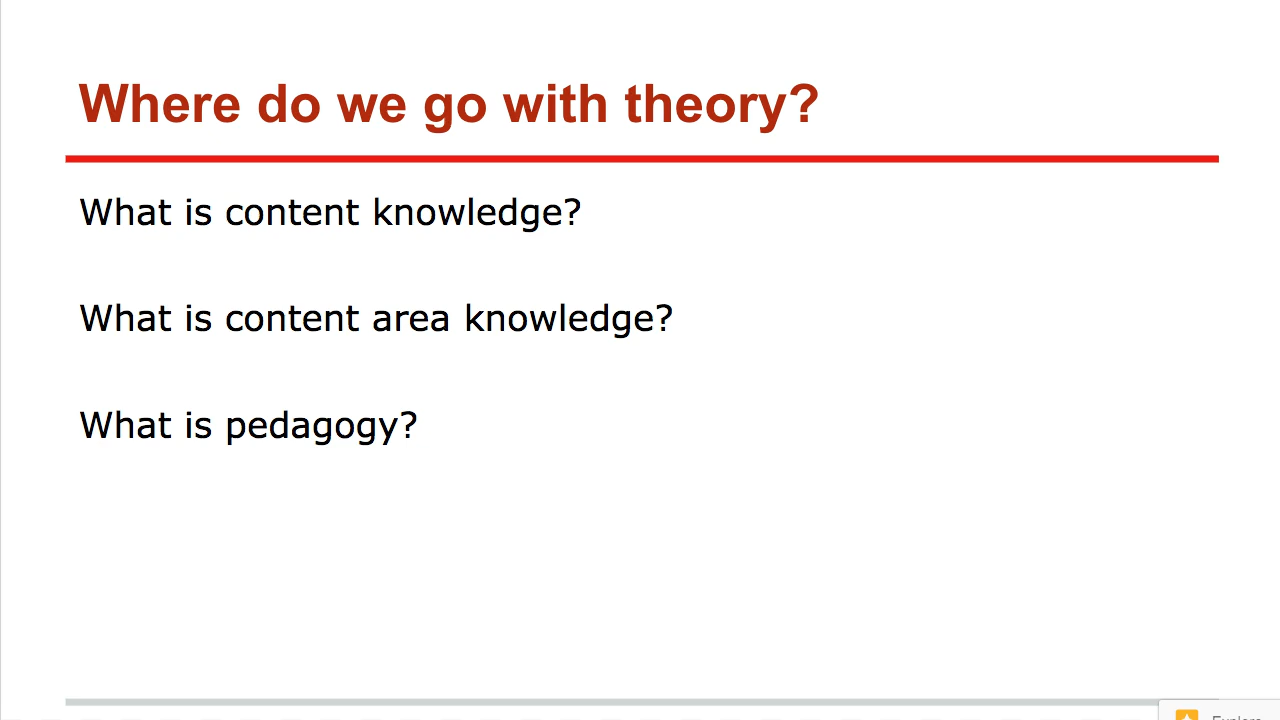 Where do we go with theory?
What is content knowledge?
What is content area knowledge?
What is pedagogy?